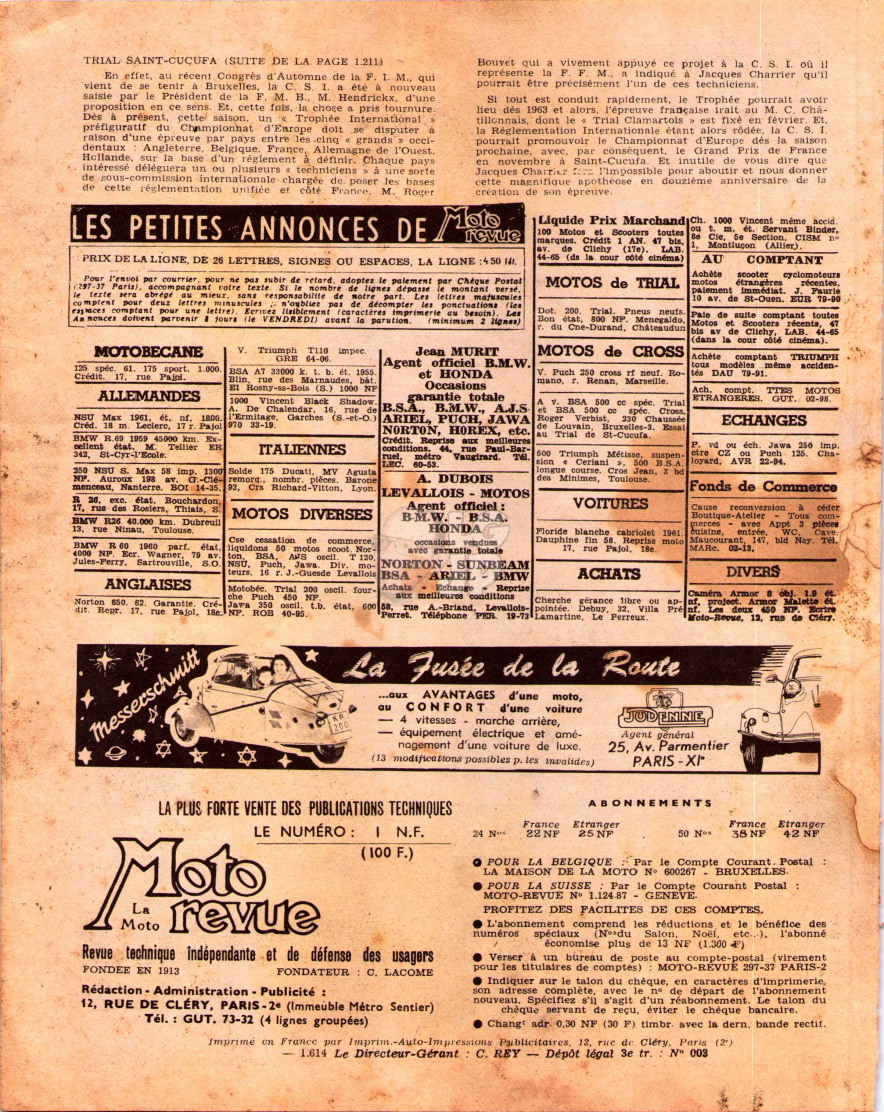 TRIAL SAINT-CUCUFA (SUITE DE LA PAGE 1.211)
En effet, au récent Congrès d'Automne de la F. I. M., qui
vient de se tenir à Bruxelles, la C. S. I. a été à nouveau
saisie par le Président de la F. M. B., M. Hendrickx, d'une
proposition en ce sens. Et, cette fois, la chose a pris tournure.
Dès à présent, cette saison, un « Trophée International »
préfiguratif du Championnat d'Europe doit se disputer à
raison d'une épreuve par pays entre les cinq « grands » occi-
dentaux : Angleterre, Belgique, France, Allemagne de l'Ouest,
Hollande, sur la base d'un règlement à définir. Chaque pays
intéressé déléguera un ou plusieurs « techniciens » à une sorte
de sous-commission internationale chargée de poser les bases
de cette réglementation unifiée et côté France, M. Roger
Bouvet qui a vivement appuyé ce projet à la C. S. I. où il
représente la F. F. M., a indiqué à Jacques Charrier qu'il
pourrait être précisément l'un de ces techniciens.
Si tout est conduit rapidement, le Trophée pourrait avoir
lieu dès 1963 et alors, l'épreuve française irait au M. C. Châ-
tillonnais, dont le « Trial Clamartois » est fixé en février. Et,
la Réglementation Internationale étant alors rôdée, la C. S. I.
pourrait promouvoir le Championnat d'Europe dès la saison
prochaine, avec, par conséquent, le Grand Prix de France
en novembre à Saint-Cucufa. Et inutile de vous dire que
Jacques Charrier fera l'impossible pour aboutir et nous donner
cette magnifique apothéose en douzième anniversaire de la
création de son épreuve.
LES PETITES ANNONCES DE Moto revue
PRIX DE LA LIGNE, DE 26 LETTRES, SIGNES OU ESPACES, LA LIGNE : 4 50
Pour l'envoi par courrier, pour ne pas subir de retard, adoptez le paiement par Chèque Postal
(297-37 Paris), accompagnant votre texte. Si le nombre de lignes dépasse le montant versé,
le texte sera abrégé au mieux, sans responsabilité de notre part. Les lettres majuscules
comptent pour deux lettres minuscules ; n'oubliez pas de décompter les ponctuations (les
espaces comptant pour une lettre). Ecrivez lisiblement (caractères imprimerie au besoin). Les
Annonces doivent parvenir 8 jours (le VENDREDI) avant la parution. (minimum 2 lignes)
MOTOBECANE
125 spéc. 61. 175 sport. 1.000.
Crédit. 17, rue Pajol.
ALLEMANDES
NSU Max 1961, ét. nf, 1800.
Créd. 18 m. Leclerc, 17 r. Pajol
BMW R.69 1959 45000 km. Ex-
cellent état. M. Tellier ER
342, St-Cyr-l'Ecole.
250 NSU S. Max 58 imp. 1300
NF. Auroux 198 av. G.-Clé-
menceau, Nanterre. BOI 14-35.
R 26, exc. état, Bouchardon,
17, rue des Rosiers, Thiais, S.
BMW R26 40.000 km. Dubreuil
13, rue Ninau, Toulouse.
BMW R 60 1960 parf. état,
4000 NF. Ecr. Wagner, 79 av.
Jules-Ferry, Sartrouville, S.O.
ANGLAISES
Norton 650, 62. Garantie. Cré-
dit. Repr. 17, rue Pajol, 18e.
V. Triumph T110 impec.
GRE 64-06.
BSA A7 33000 k. t. b. ét. 1955.
Blin, rue des Marnaudes, bât.
El Rosny-ss-Bois (S.) 1000 NF
1000 Vincent Black Shadow.
A. De Chalendar, 16, rue de
l'Ermitage, Garches (S.-et-O.)
970 33-19.
ITALIENNES
Solde 175 Ducati, MV Agusta
remorq., nombr. pièces. Barone
93, Crs Richard-Vitton, Lyon.
MOTOS DIVERSES
Cse cessation de commerce,
liquidons 50 motos scoot. Nor-
ton, BSA, AJS oscil. T 120,
NSU, Puch, Jawa. Div. mo-
teurs. 16 r. J.-Guesde Levallois
Motobéc. Trial 200 oscil. four-
che Puch 450 NF.
Java 350 oscil. t.b. état, 600
NF. ROB 40-95.
Jean MURIT
Agent officiel B.M.W.
et HONDA
Occasions
garantie totale
B.S.A., B.M.W., A.J.S.
ARIEL, PUCH, JAWA
NORTON, HOREX, etc.
Crédit. Reprise aux meilleures
conditions. 44, rue Paul-Bar-
ruel, métro Vaugirard. Tél.
LEC. 60-53.
A. DUBOIS
LEVALLOIS - MOTOS
Agent officiel :
B.M.W. - B.S.A.
HONDA
occasions vendues
avec garantie totale
NORTON - SUNBEAM
BSA - ARIEL - BMW
Achats - Echange - Reprise
aux meilleures conditions
58, rue A.-Briand, Levallois-
Perret. Téléphone PER. 19-72
Liquide Prix Marchand
100 Motos et Scooters toutes
marques. Crédit 1 AN. 47 bis,
av. de Clichy (17e). LAB.
44-65 (ds la cour côté cinéma)
MOTOS de TRIAL
Dot. 200. Trial. Pneus neufs.
Bon état, 800 NF. Menegaldo,
r. du Cne-Durand, Châteaudun
MOTOS de CROSS
V. Puch 250 cross rf neuf. Ro-
mano, r. Renan, Marseille.
A v. BSA 500 cc spéc. Trial
et BSA 500 cc spéc. Cross.
Roger Verbist, 230 Chaussée
de Louvain, Bruxelles-3. Essai
au Trial de St-Cucufa.
500 Triumph Métisse, suspen-
sion « Ceriani », 500 B.S.A.
longue course. Cros Jean, 3 bd
des Minimes, Toulouse.
VOITURES
Floride blanche cabriolet 1961.
Dauphine fin 58. Reprise moto
17, rue Pajol, 18e.
ACHATS
Cherche gérance libre ou ap-
pointée. Debuy, 32, Villa Pré
Lamartine, Le Perreux.
Ch. 1000 Vincent même accid.
ou t. m. ét. Servant Binder,
8e Cie, 5e Section, CISM n°
1, Montluçon (Allier).
AU COMPTANT
Achète scooter cyclomoteurs
motos étrangères récentes,
paiement immédiat. J. Faurie
10 av. de St-Ouen. EUR 79-90
Paie de suite comptant toutes
Motos et Scooters récents, 47
bis av de Clichy, LAB. 44-65
(dans la cour côté cinéma).
Achète comptant TRIUMPH
tous modèles même acciden-
tés DAU 79-91.
Ach. compt. TTES MOTOS
ETRANGERES. GUT. 02-98.
ECHANGES
P. vd ou éch. Jawa 250 imp.
ctre CZ ou Puch 125. Cha-
loyard, AVR 22-94.
Fonds de Commerce
Cause reconversion à céder
Boutique-Atelier - Tous com-
merces - avec Appt 3 pièces
cuisine, entrée, WC, Cave.
Maucourant, 147, bld Ney. Tél.
MARc. 02-13.
DIVERS
Caméra Armor 8 obj. 1.9 ét.
nf, project. Armor Malette ét.
nf. Les deux 450 NF. Ecrire
Moto-Revue, 12, rue de Cléry.
Messerschmitt
KR 200
La Fusée de la Route
...aux AVANTAGES d'une moto,
au CONFORT d'une voiture
— 4 vitesses - marche arrière,
— équipement électrique et amé-
nagement d'une voiture de luxe.
(13 modifications possibles p. les invalides)
JUDENNE
Agent général
25, Av. Parmentier
PARIS - XIe
LA PLUS FORTE VENTE DES PUBLICATIONS TECHNIQUES
LE NUMÉRO : 1 N.F.
(100 F.)
La Moto
Moto revue
Revue technique indépendante et de défense des usagers
FONDEE EN 1913 FONDATEUR : C. LACOME
Rédaction - Administration - Publicité :
12, RUE DE CLÉRY, PARIS-2e (Immeuble Métro Sentier)
Tél. : GUT. 73-32 (4 lignes groupées)
ABONNEMENTS
France Etranger France Etranger
24 Nos 22 NF 25 NF . 50 Nos 38 NF 42 NF
● POUR LA BELGIQUE : Par le Compte Courant Postal :
LA MAISON DE LA MOTO N° 600267 - BRUXELLES.
● POUR LA SUISSE : Par le Compte Courant Postal :
MOTO-REVUE N° 1.124.87 - GENEVE.
PROFITEZ DES FACILITES DE CES COMPTES.
● L'abonnement comprend les réductions et le bénéfice des
numéros spéciaux (Nos du Salon, Noël, etc...), l'abonné
économise plus de 13 NF (1.300 F)
● Verser à un bureau de poste au compte-postal (virement
pour les titulaires de comptes) : MOTO-REVUE 297-37 PARIS-2
● Indiquer sur le talon du chèque, en caractères d'imprimerie,
son adresse complète, avec le n° de départ de l'abonnement
nouveau. Spécifiez s'il s'agit d'un réabonnement. Le talon du
chèque servant de reçu, éviter le chèque bancaire.
● Changt adr. 0,30 NF (30 F) timbr. avec la dern. bande rectif.
Imprimé en France par Imprim.-Auto-Impressions Publicitaires, 12, rue de Cléry, Paris (2e)
— 1.614 Le Directeur-Gérant : C. REY — Dépôt légal 3e tr. : N° 003